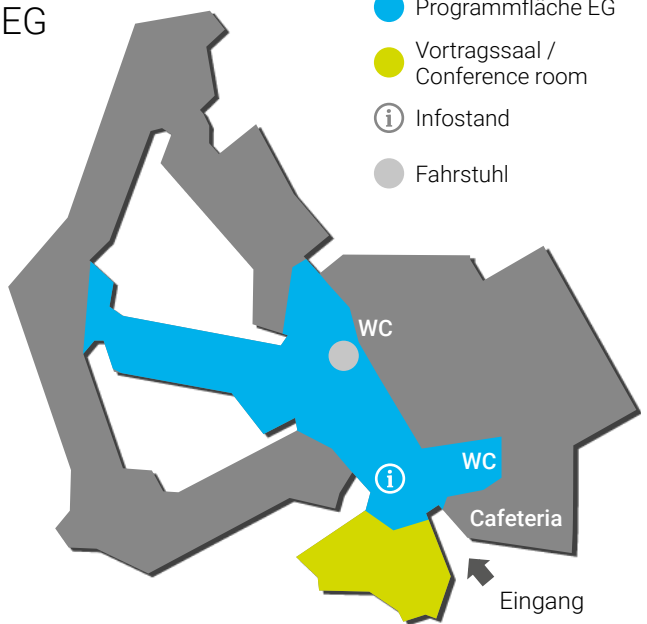 EG
Programmfläche EG
Vortragssaal /
Conference room
i Infostand
Fahrstuhl
WC
WC
i
Cafeteria
Eingang